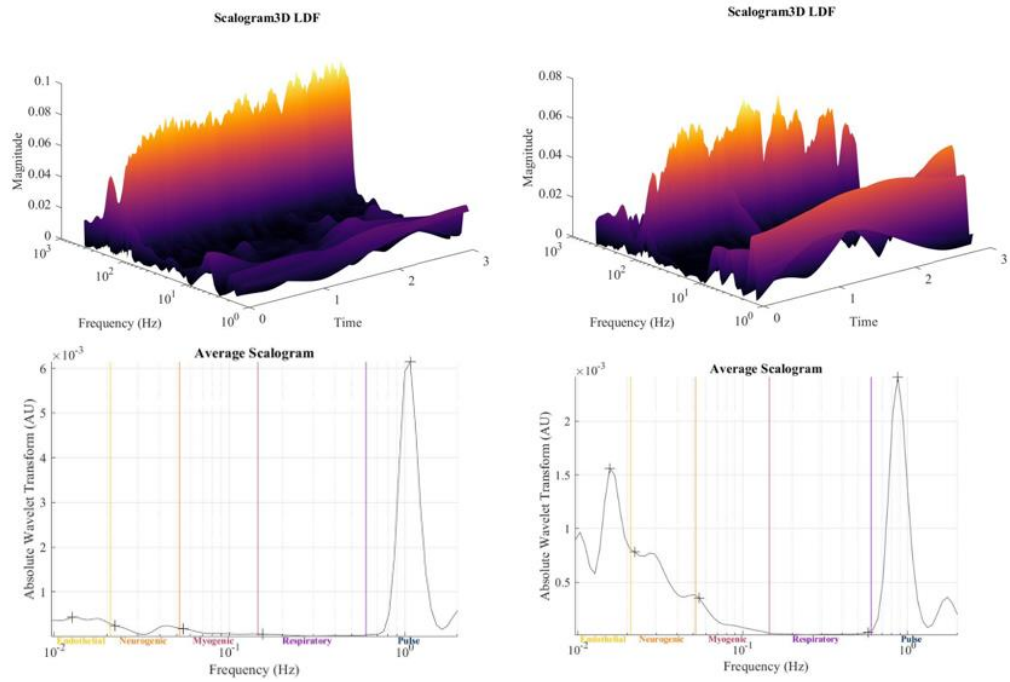 Scalogram3D LDF
0.1
0.08
0.06
0.04
0.02
0
Magnitude
10³
10²
10¹
10⁰
Frequency (Hz)
0
1
2
3
Time
Scalogram3D LDF
0.08
0.06
0.04
0.02
0
Magnitude
10³
10²
10¹
10⁰
Frequency (Hz)
0
1
2
3
Time
Average Scalogram
×10⁻³
6
5
4
3
2
1
Absolute Wavelet Transform (AU)
Endothelial Neurogenic Myogenic Respiratory Pulse
10⁻² 10⁻¹ 10⁰
Frequency (Hz)
Average Scalogram
×10⁻³
2
1.5
1
0.5
Absolute Wavelet Transform (AU)
Endothelial Neurogenic Myogenic Respiratory Pulse
10⁻² 10⁻¹ 10⁰
Frequency (Hz)